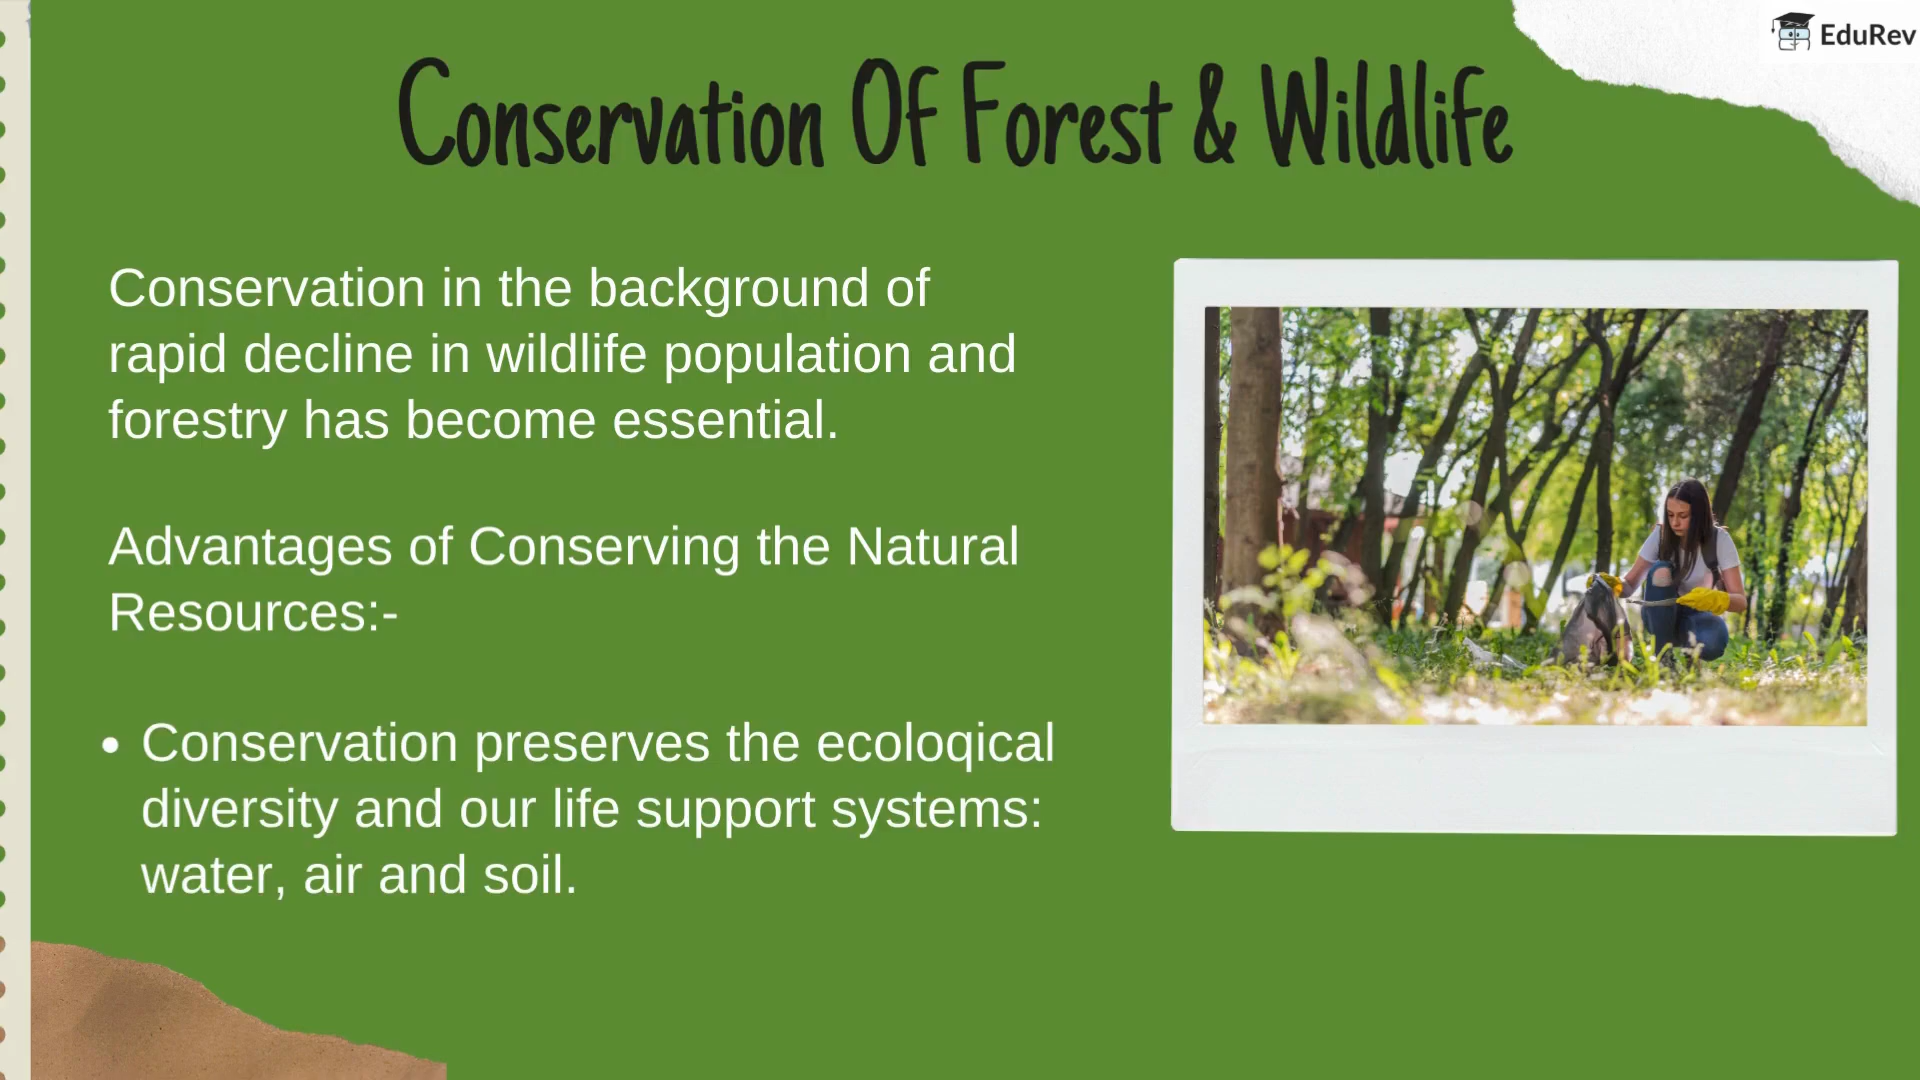 EduRev
Conservation Of Forest & Wildlife
Conservation in the background of
rapid decline in wildlife population and
forestry has become essential.
Advantages of Conserving the Natural
Resources:-
• Conservation preserves the ecoloqical
diversity and our life support systems:
water, air and soil.